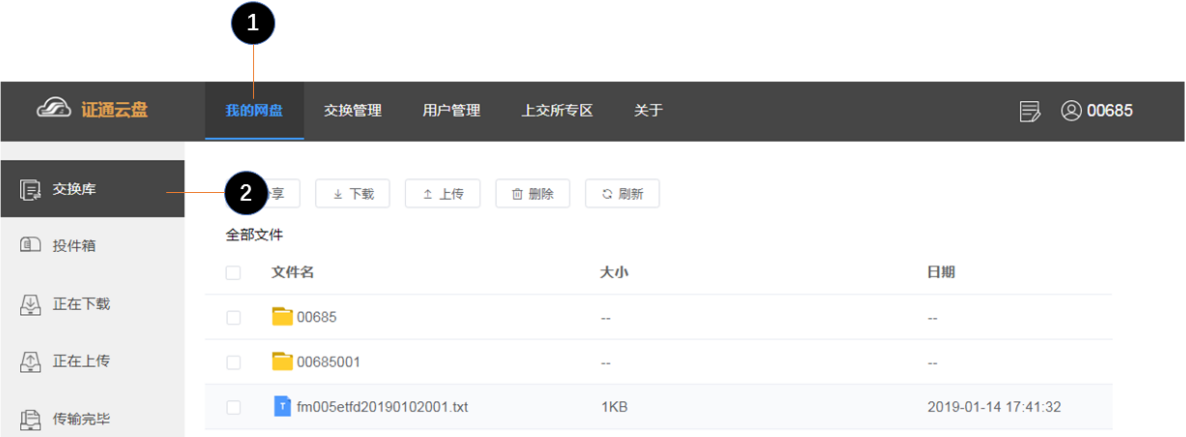 1
证通云盘 我的网盘 交换管理 用户管理 上交所专区 关于 00685
交换库
2 享 下载 上传 删除 刷新
全部文件
投件箱
文件名 大小 日期
正在下载
00685 -- --
正在上传
00685001 -- --
fm005etfd20190102001.txt 1KB 2019-01-14 17:41:32
传输完毕